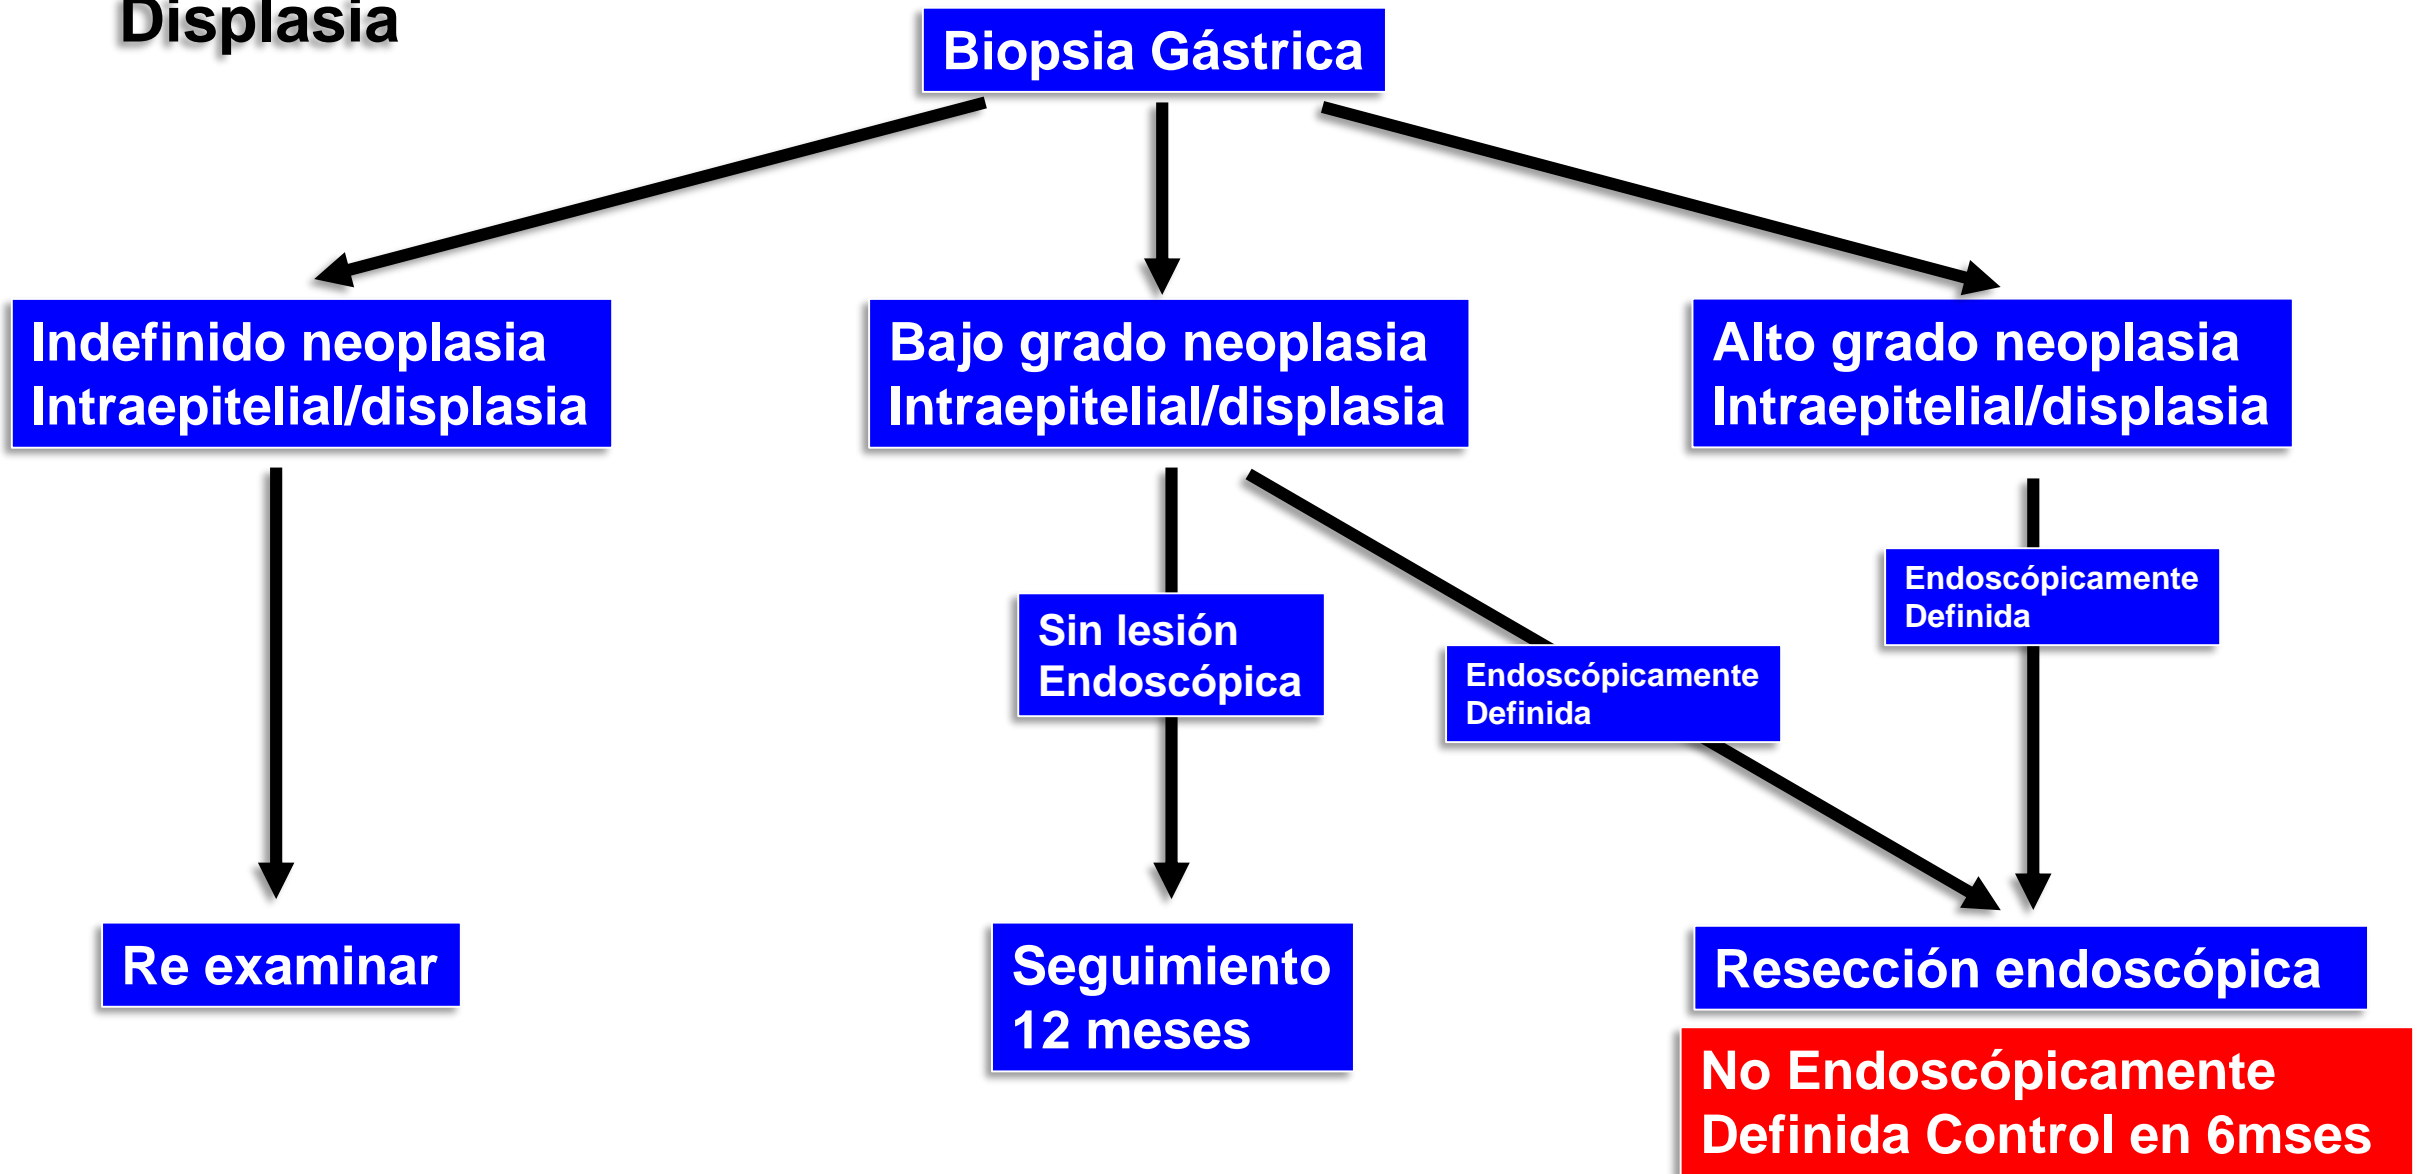 Displasia
Biopsia Gástrica
Indefinido neoplasia
Intraepitelial/displasia
Bajo grado neoplasia
Intraepitelial/displasia
Alto grado neoplasia
Intraepitelial/displasia
Sin lesión
Endoscópica
Endoscópicamente
Definida
Endoscópicamente
Definida
Re examinar
Seguimiento
12 meses
Resección endoscópica
No Endoscópicamente
Definida Control en 6mses